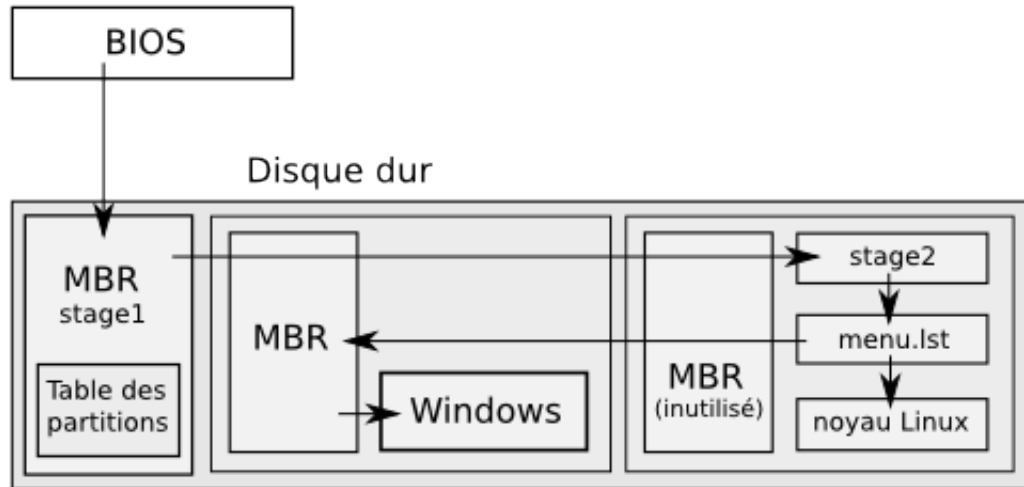 BIOS
Disque dur
MBR
stage1
Table des
partitions
MBR
Windows
MBR
(inutilisé)
stage2
menu.lst
noyau Linux